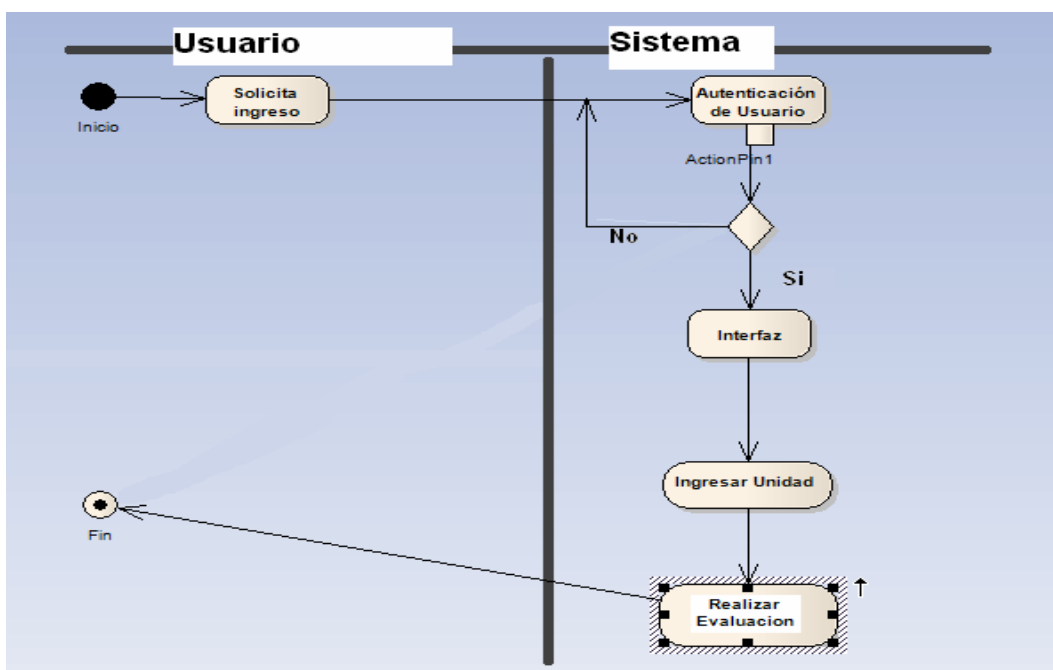 Usuario
Sistema
Solicita
ingreso
Autenticación
de Usuario
Inicio
ActionPin1
No
Si
Interfaz
Ingresar Unidad
Fin
Realizar
Evaluacion